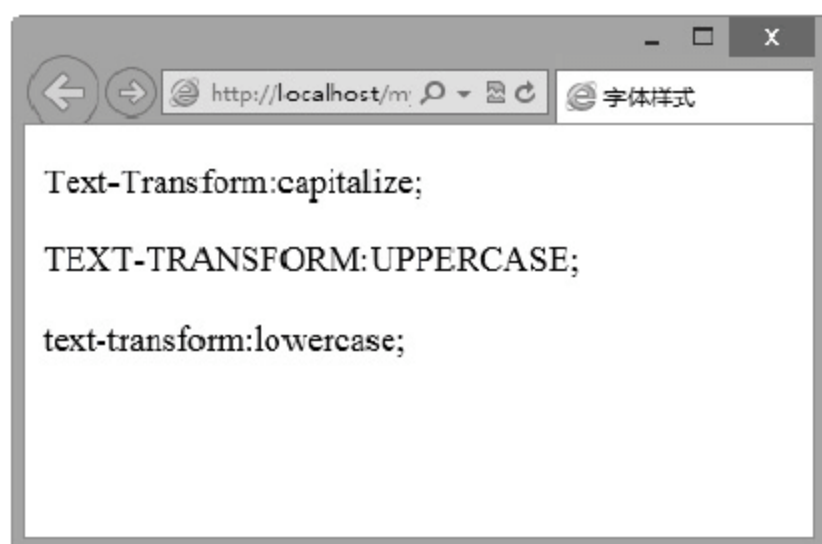 http://localhost/m
字体样式
Text-Transform:capitalize;
TEXT-TRANSFORM:UPPERCASE;
text-transform:lowercase;